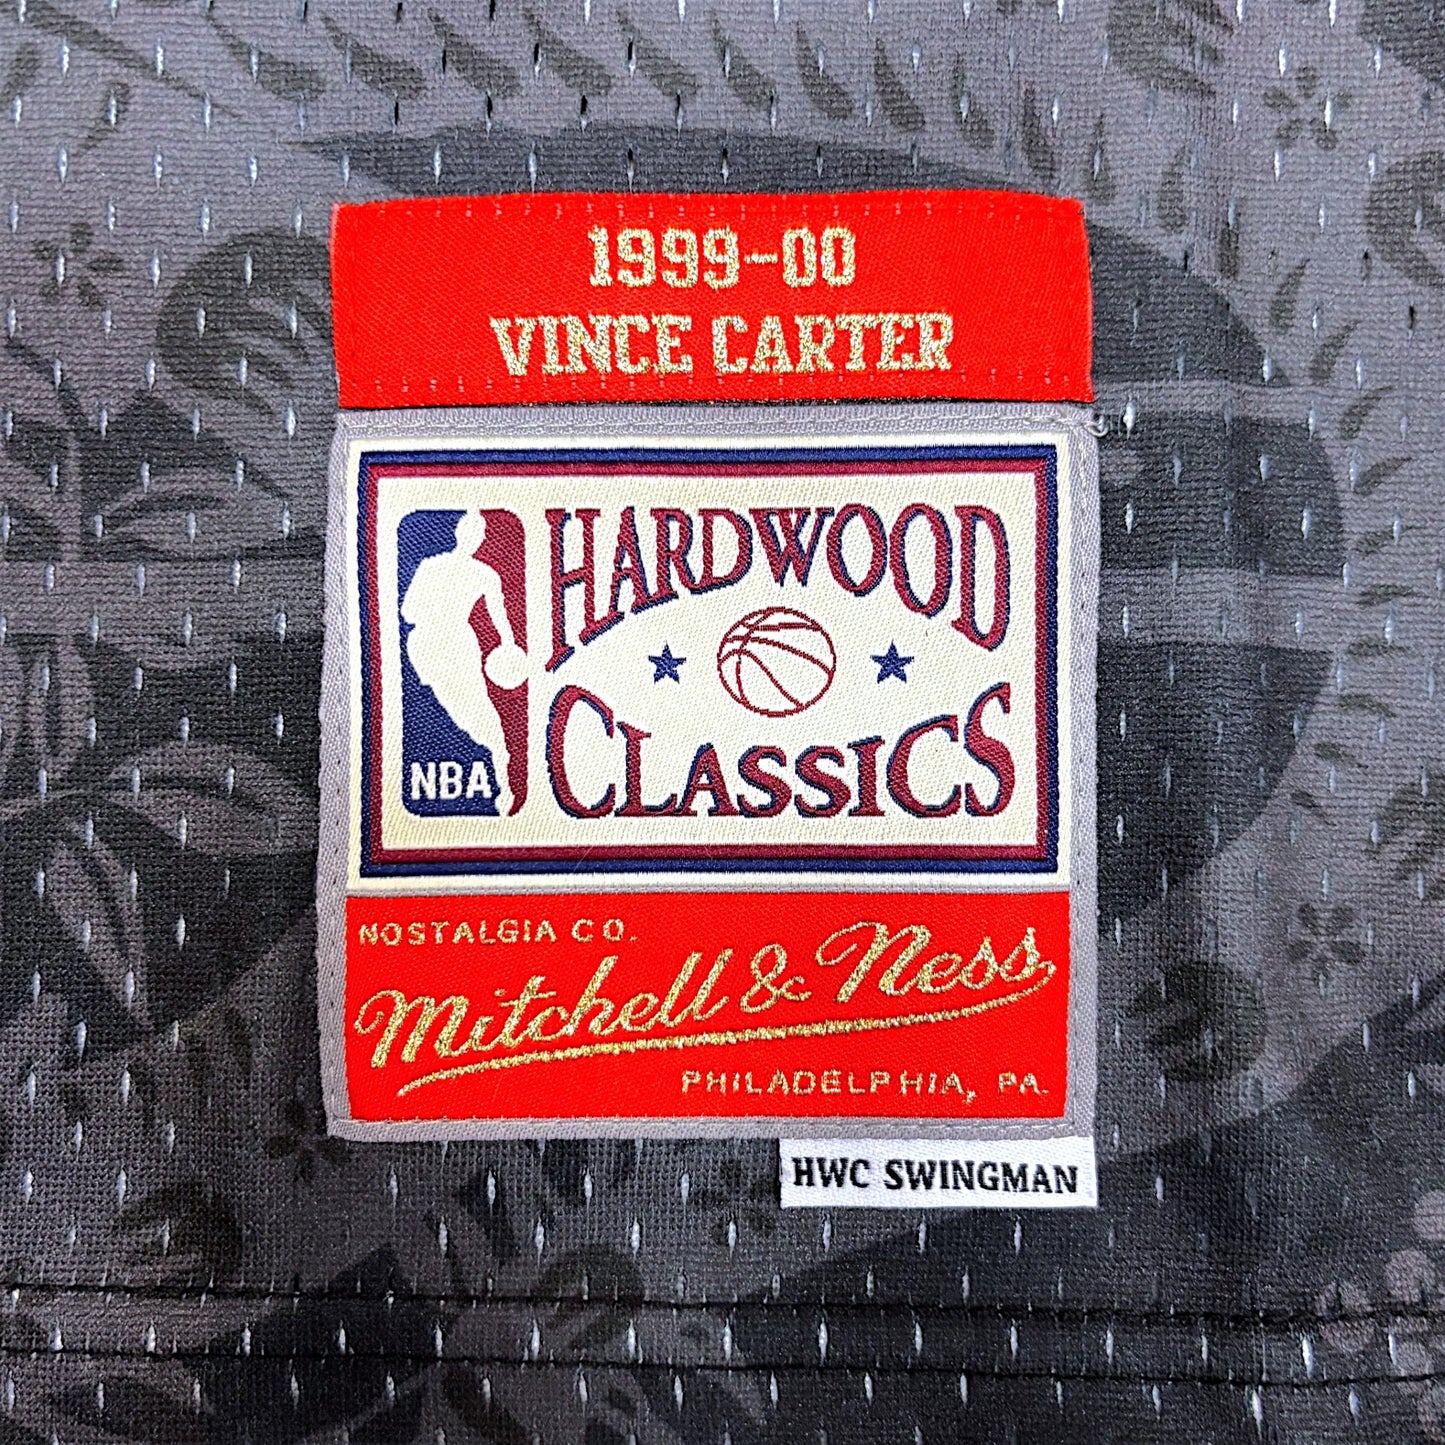 1999-00
VINCE CARTER
HARDWOOD
CLASSICS
NBA
NOSTALGIA CO.
Mitchell & Ness
PHILADELPHIA, PA.
HWC SWINGMAN